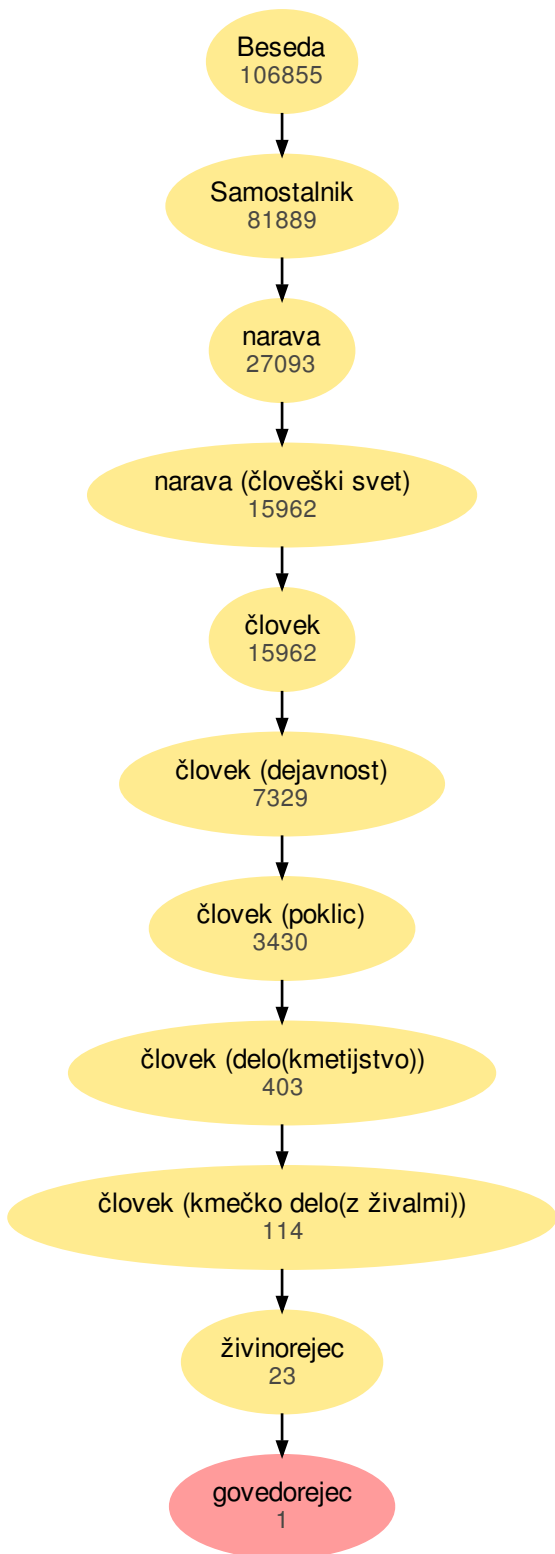 Beseda
106855
Samostalnik
81889
narava
27093
narava (človeški svet)
15962
človek
15962
človek (dejavnost)
7329
človek (poklic)
3430
človek (delo(kmetijstvo))
403
človek (kmečko delo(z živalmi))
114
živinorejec
23
govedorejec
1